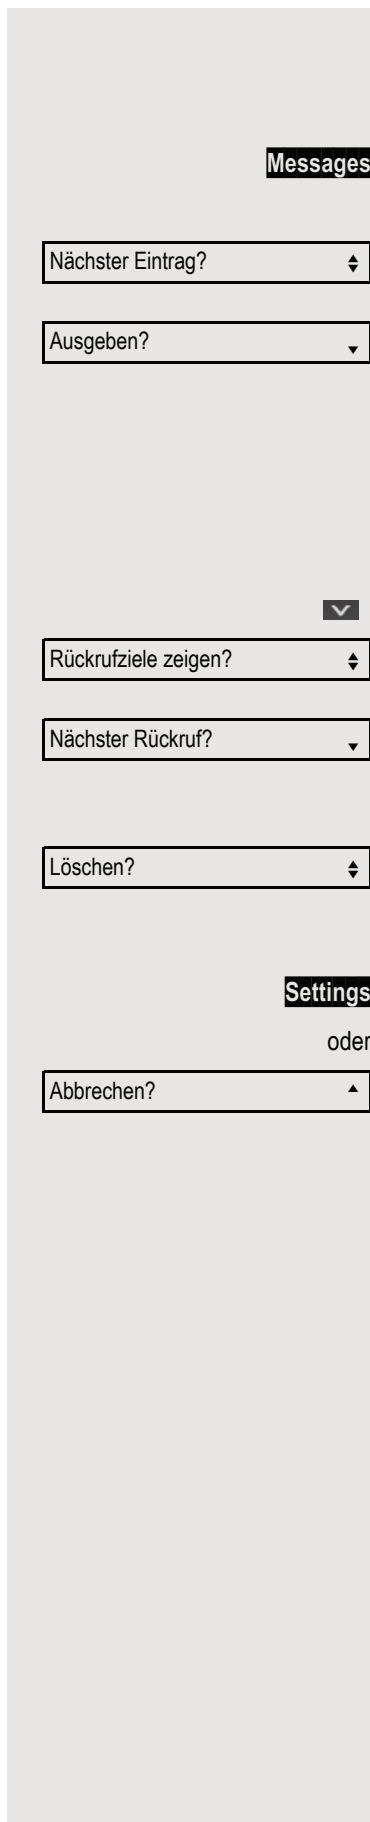 Messages
Nächster Eintrag?
Ausgeben?
Rückrufziele zeigen?
Nächster Rückruf?
Löschen?
Settings
oder
Abbrechen?